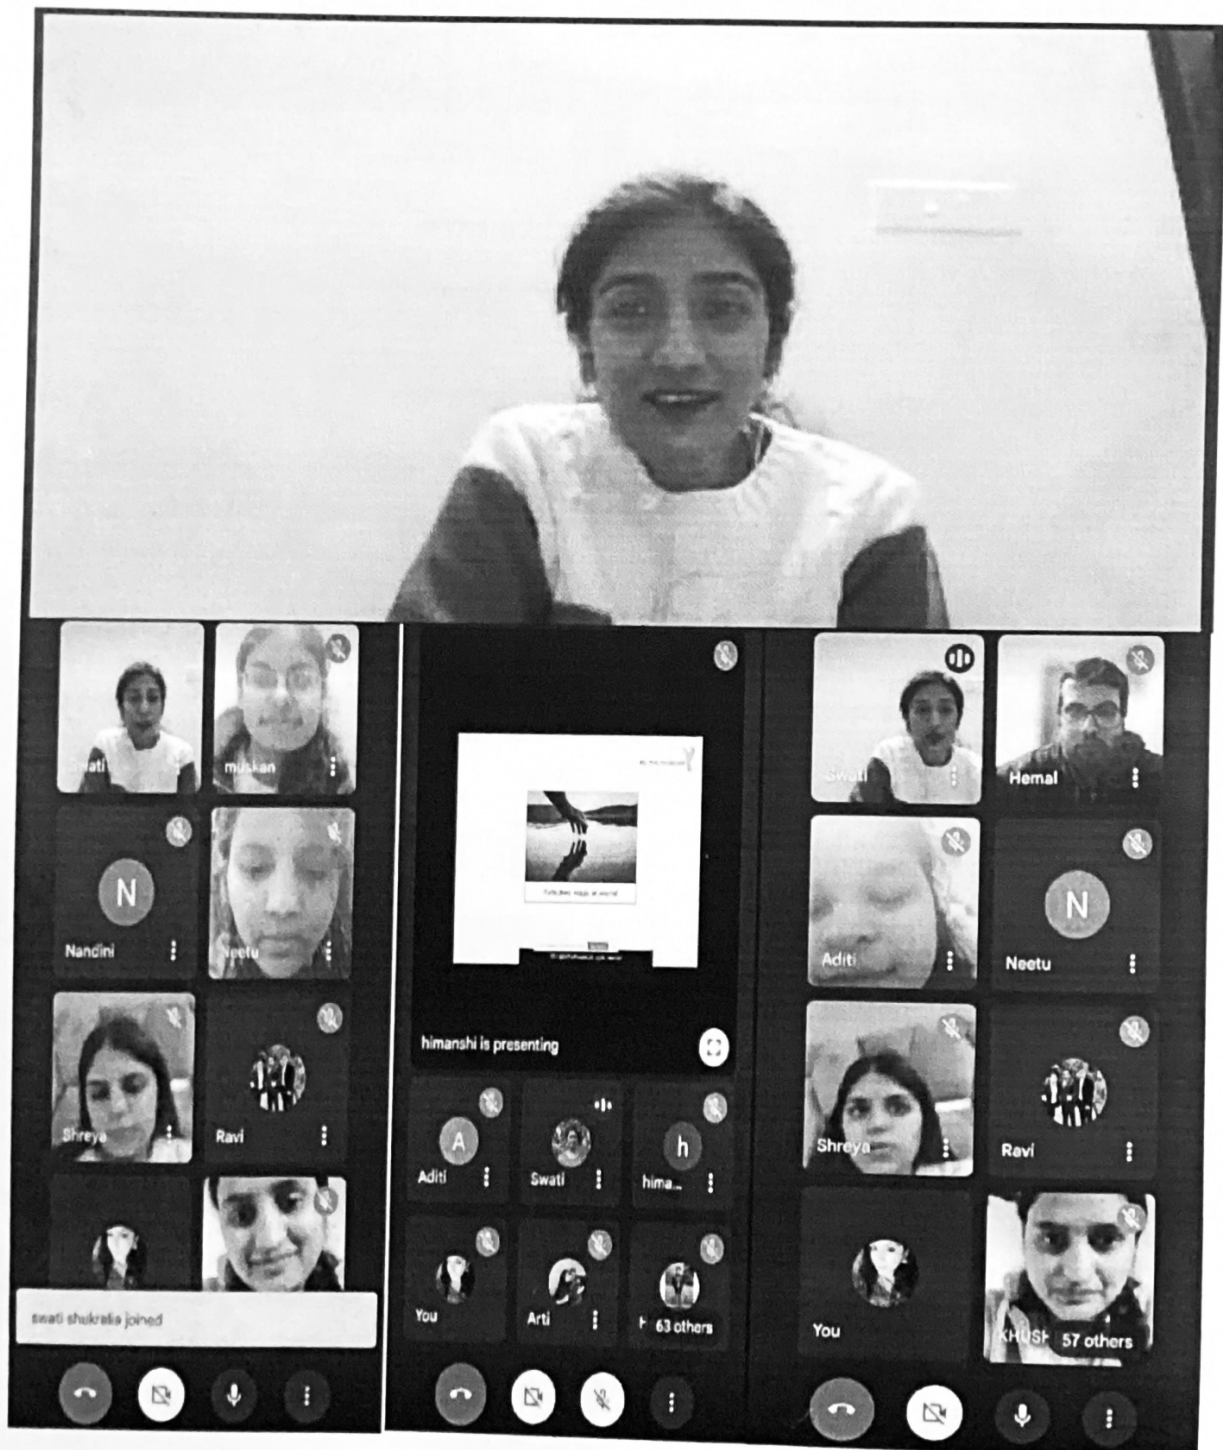 Swati
muskan
N
Nandini
Neetu
Shreya
Ravi
swati shukralia joined
himanshi is presenting
A
Aditi
Swati
h
hima...
You
Arti
H
63 others
Swati
Hemal
Aditi
N
Neetu
Shreya
Ravi
You
KHUSH
57 others